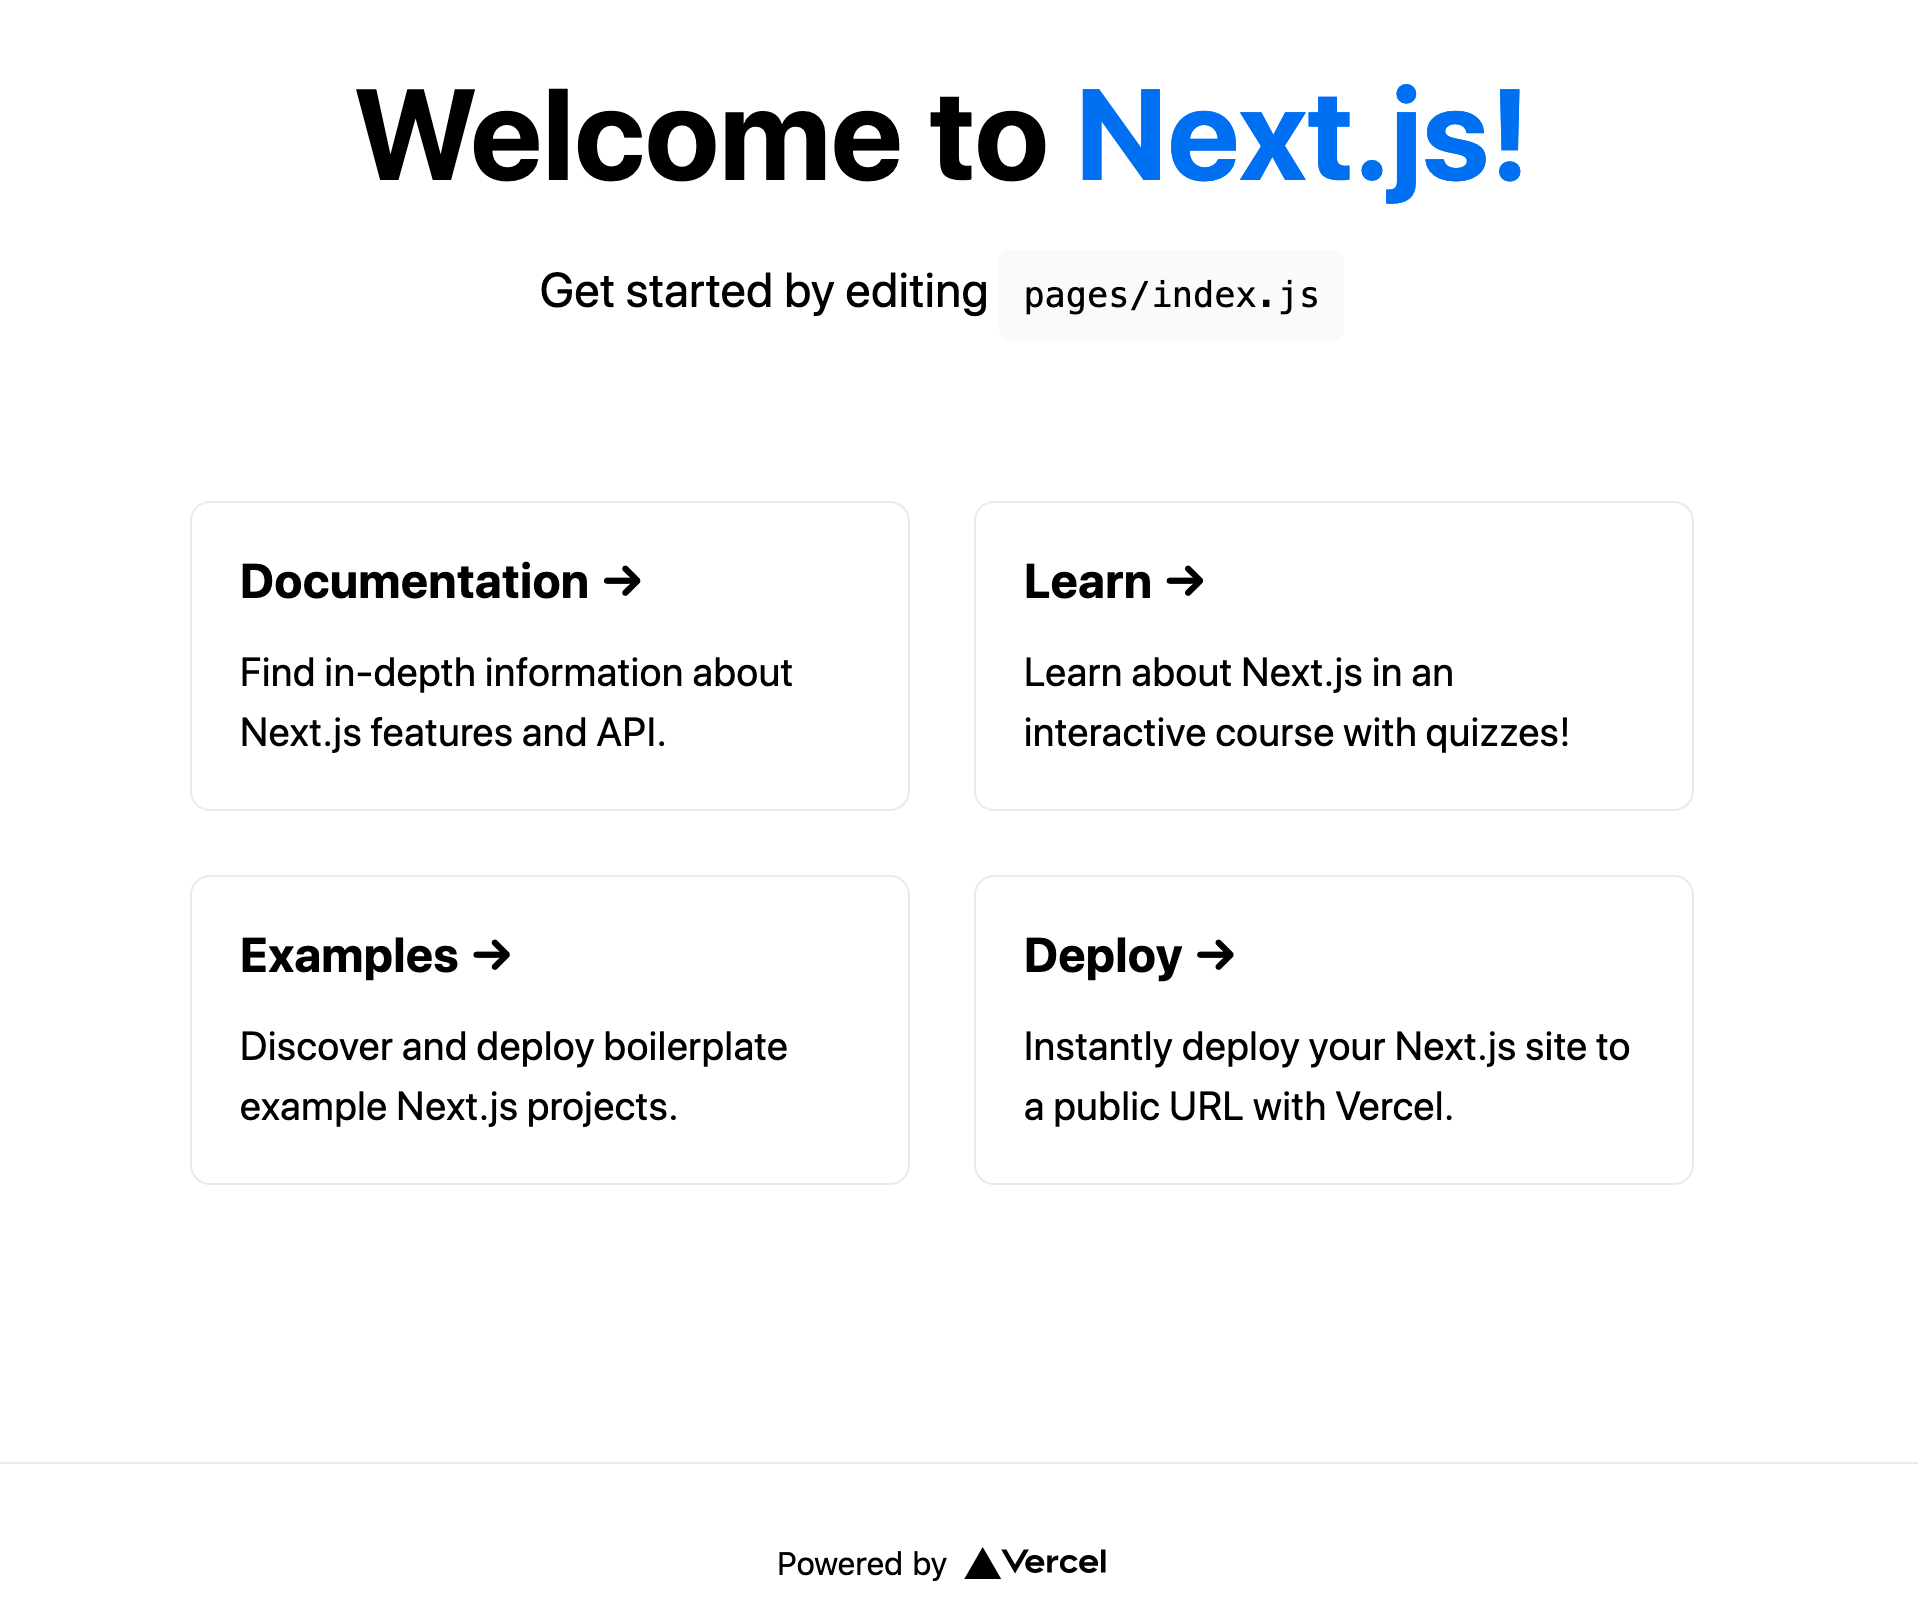 Welcome to Next.js!
Get started by editing pages/index.js
Documentation →
Find in-depth information about
Next.js features and API.
Learn →
Learn about Next.js in an
interactive course with quizzes!
Examples →
Discover and deploy boilerplate
example Next.js projects.
Deploy →
Instantly deploy your Next.js site to
a public URL with Vercel.
Powered by Vercel